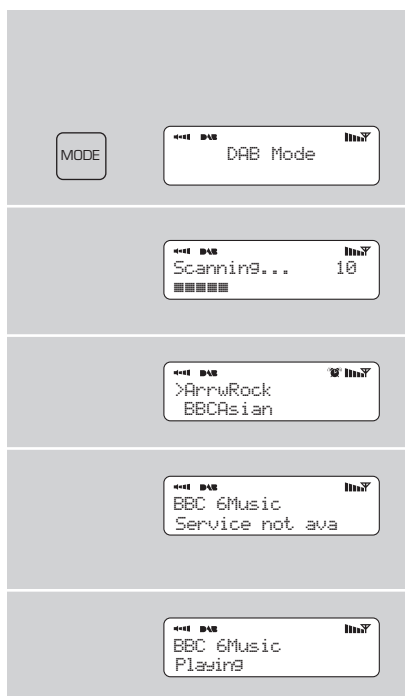 MODE
DAB
DAB Mode
DAB
Scanning... 10
DAB
>ArrwRock
BBCAsian
DAB
BBC 6Music
Service not ava
DAB
BBC 6Music
Playing